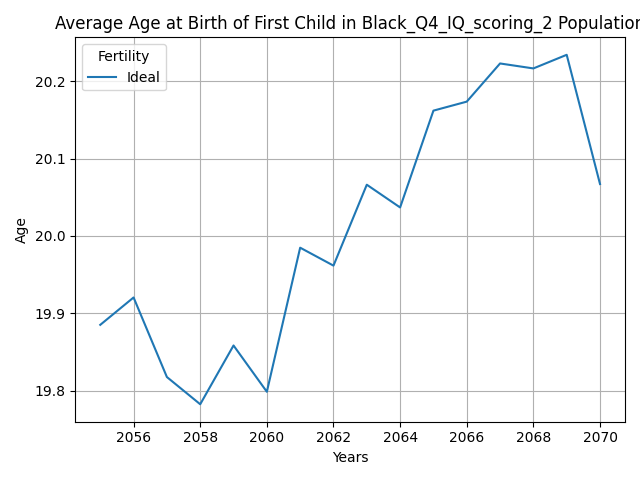 Average Age at Birth of First Child in Black_Q4_IQ_scoring_2 Population
Fertility
Ideal
20.2
20.1
20.0
19.9
19.8
Age
2056 2058 2060 2062 2064 2066 2068 2070
Years